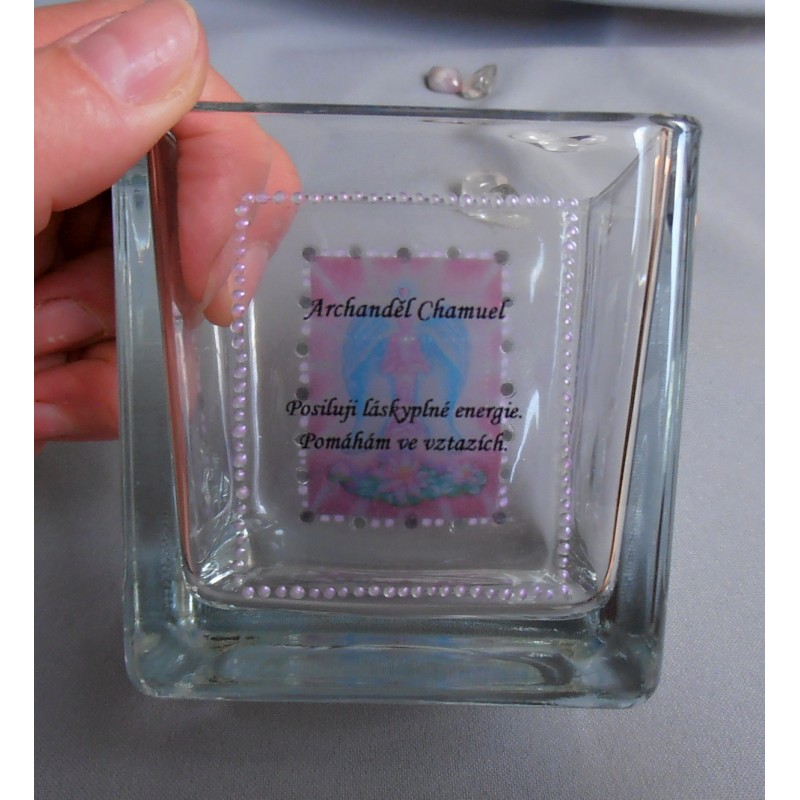 Archanděl Chamuel
Posiluji láskyplné energie.
Pomáhám ve vztazích.